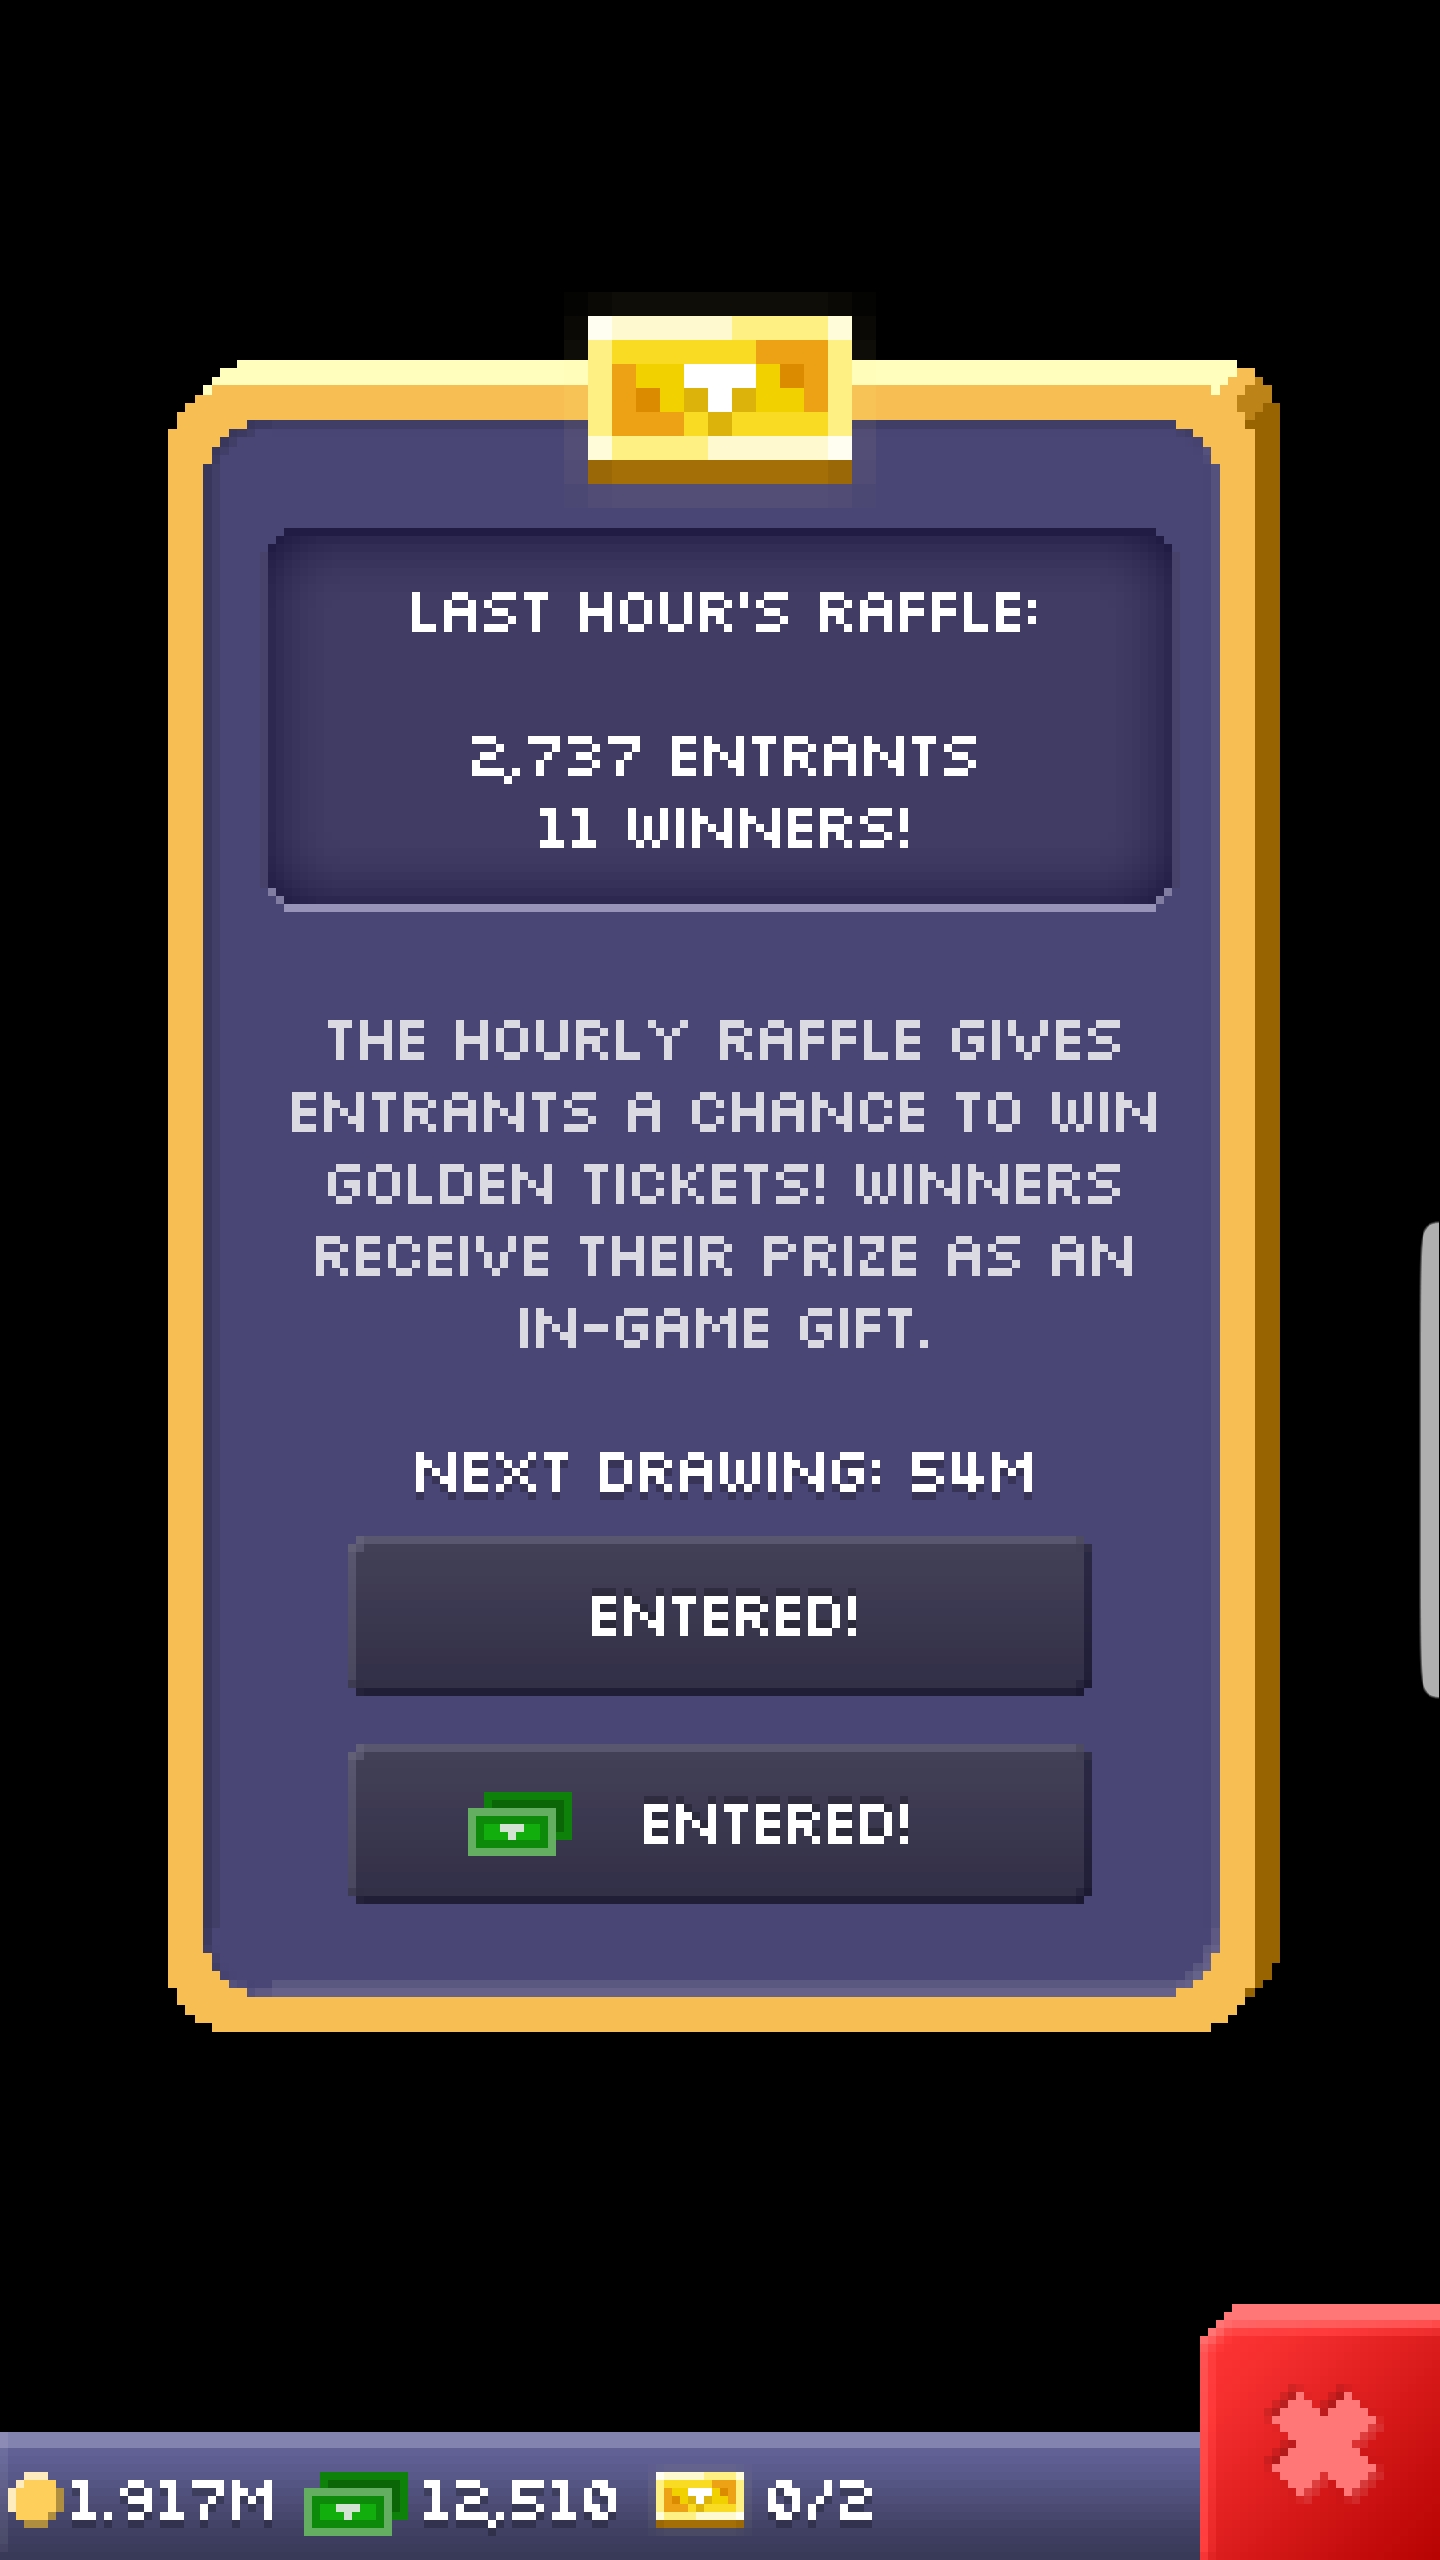 LAST HOUR'S RAFFLE:
2,737 ENTRANTS
11 WINNERS!
THE HOURLY RAFFLE GIVES
ENTRANTS A CHANCE TO WIN
GOLDEN TICKETS! WINNERS
RECEIVE THEIR PRIZE AS AN
IN-GAME GIFT.
NEXT DRAWING: 54M
ENTERED!
ENTERED!
1.917M 12,510 0/2